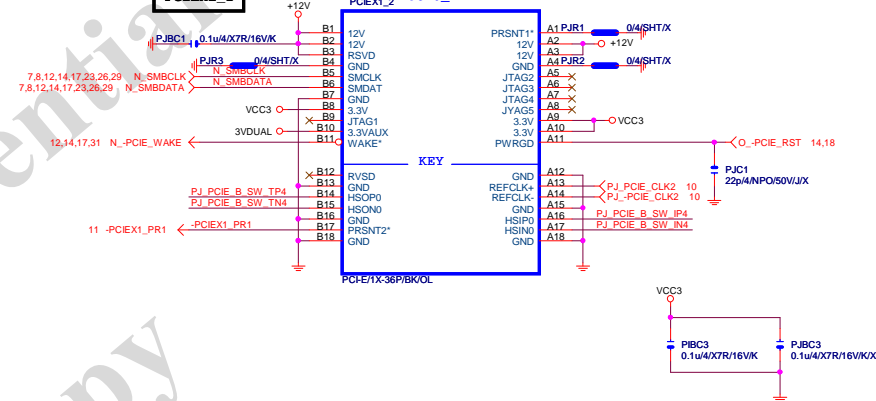 +12V
PCIEX1_2
B1 12V PRSNT1* A1 PJR1 0/4/SHT/X
PJBC1 0.1u/4/X7R/16V/K B2 12V 12V A2 +12V
B3 RSVD 12V A3
PJR3 0/4/SHT/X B4 GND GND A4 PJR2 0/4/SHT/X
7,8,12,14,17,23,26,29 N_SMBCLK N_SMBCLK B5 SMCLK JTAG2 A5
7,8,12,14,17,23,26,29 N_SMBDATA N_SMBDATA B6 SMDAT JTAG3 A6
B7 GND JTAG4 A7
VCC3 B8 3.3V JYAG5 A8
B9 JTAG1 3.3V A9 VCC3
3VDUAL B10 3.3VAUX 3.3V A10
12,14,17,31 N_-PCIE_WAKE B11 WAKE* PWRGD A11 O_-PCIE_RST 14,18
KEY
PJC1
22p/4/NPO/50V/J/X
B12 RVSD GND A12
B13 GND REFCLK+ A13 PJ_PCIE_CLK2 10
PJ_PCIE_B_SW_TP4 B14 HSOP0 REFCLK- A14 PJ_-PCIE_CLK2 10
PJ_PCIE_B_SW_TN4 B15 HSON0 GND A15
B16 GND HSIP0 A16 PJ_PCIE_B_SW_IP4
11 -PCIEX1_PR1 -PCIEX1_PR1 B17 PRSNT2* HSIN0 A17 PJ_PCIE_B_SW_IN4
B18 GND GND A18
PCI-E/1X-36P/BK/OL
VCC3
PIBC3 PJBC3
0.1u/4/X7R/16V/K 0.1u/4/X7R/16V/K/X